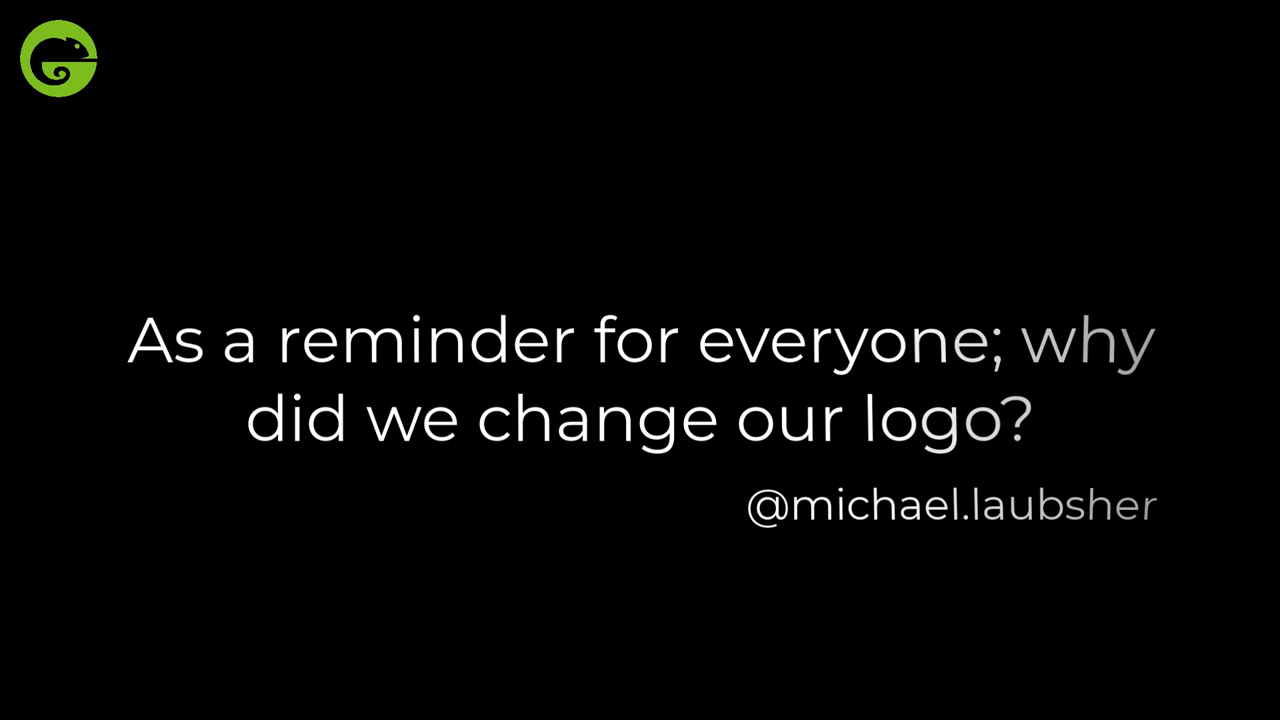 As a reminder for everyone; why
did we change our logo?
@michael.laubsher